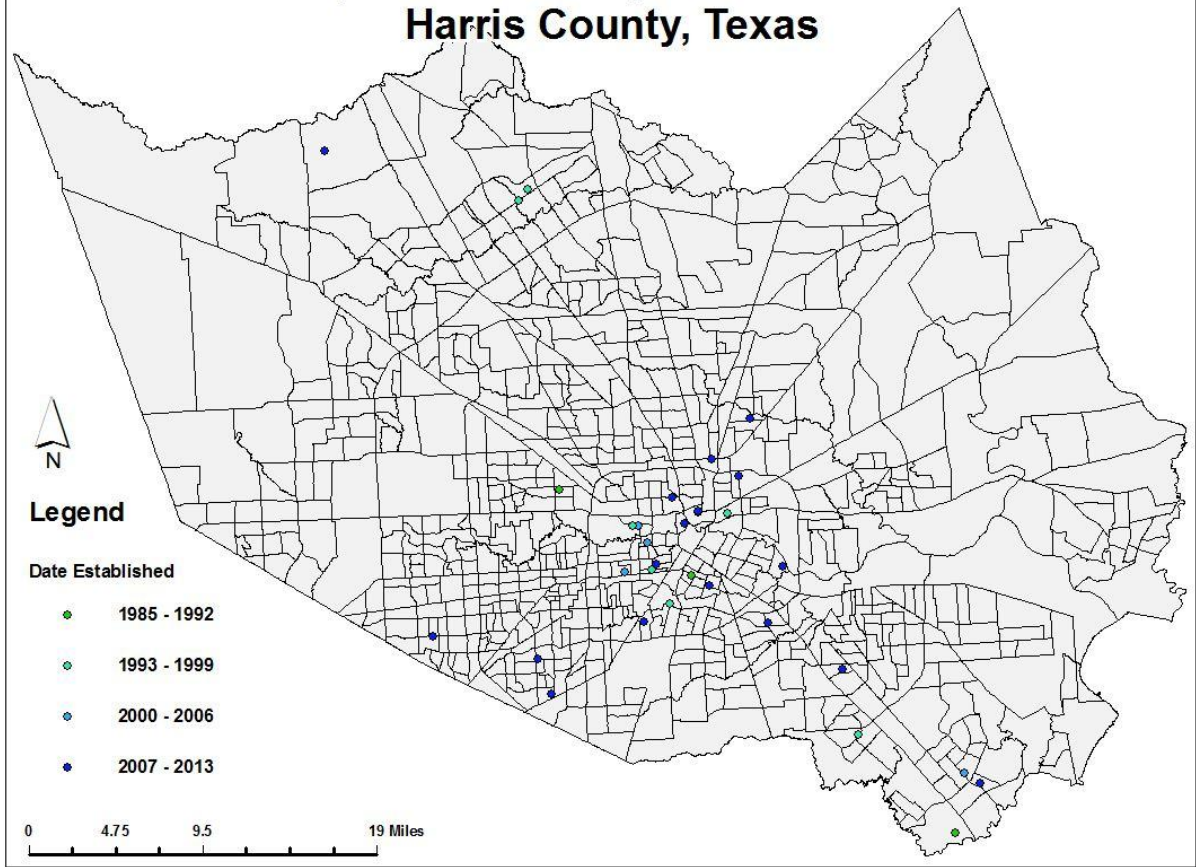 Harris County, Texas
N
Legend
Date Established
1985 - 1992
1993 - 1999
2000 - 2006
2007 - 2013
0 4.75 9.5 19 Miles